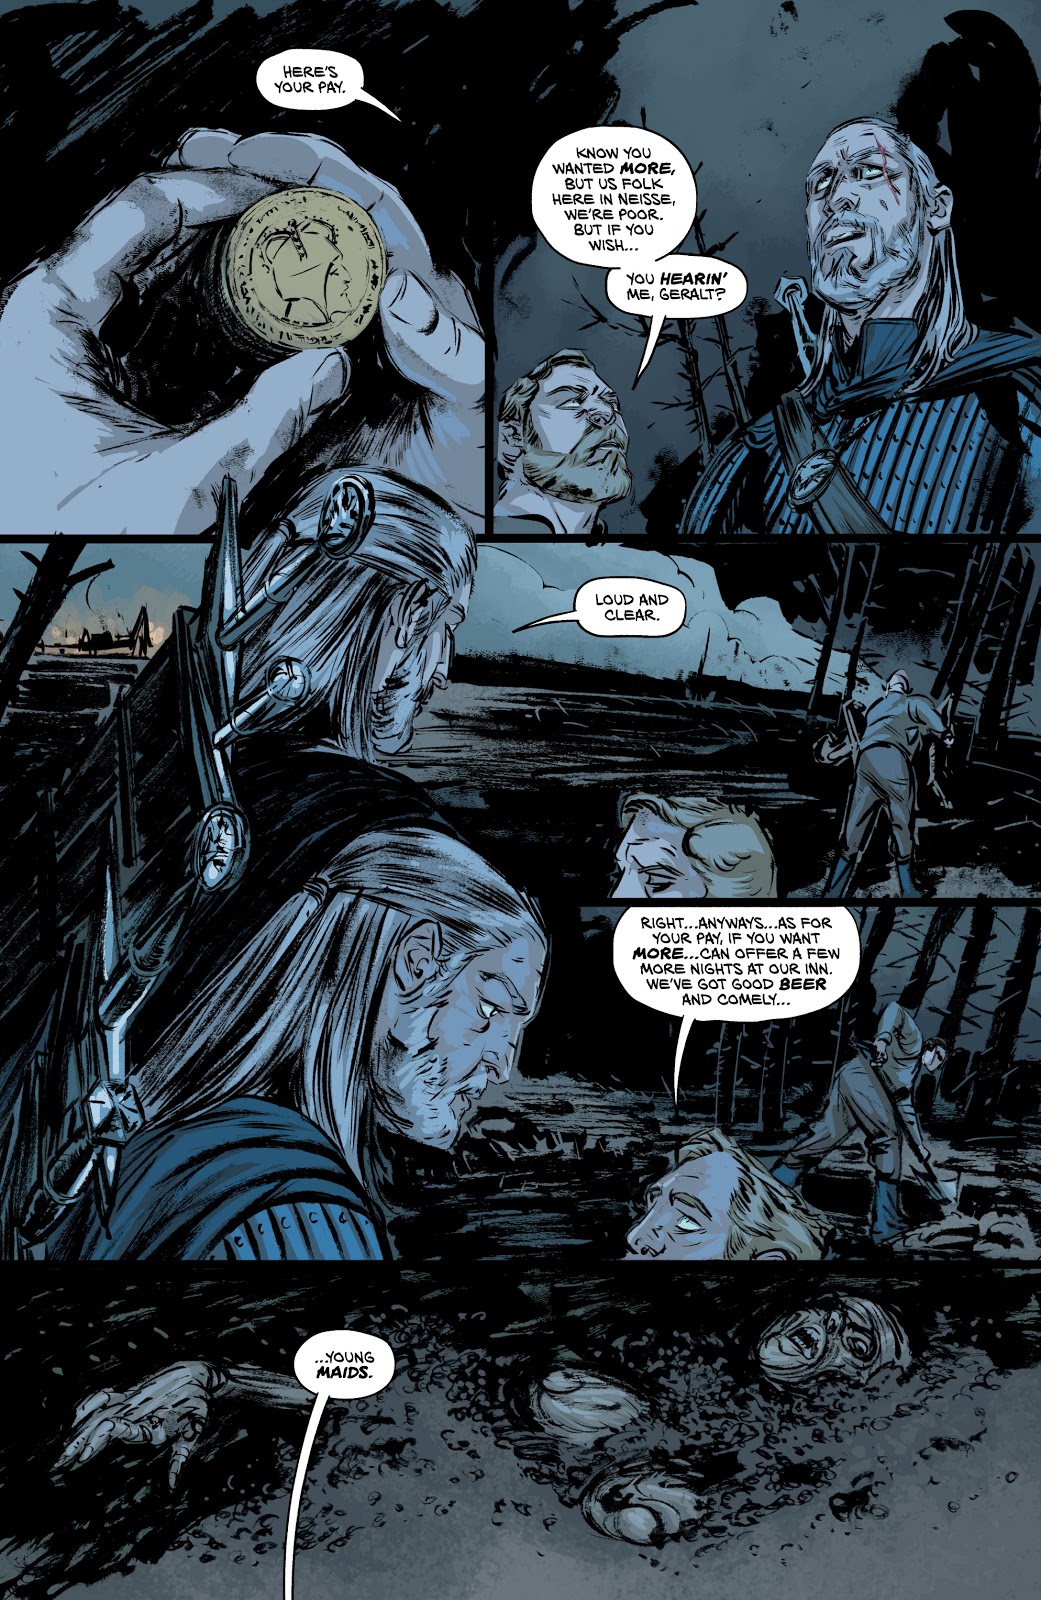 HERE'S
YOUR PAY.
KNOW YOU
WANTED MORE,
BUT US FOLK
HERE IN NEISSE,
WE'RE POOR.
BUT IF YOU
WISH...
YOU HEARIN'
ME, GERALT?
LOUD AND
CLEAR.
RIGHT...ANYWAYS...AS FOR
YOUR PAY, IF YOU WANT
MORE...CAN OFFER A FEW
MORE NIGHTS AT OUR INN.
WE'VE GOT GOOD BEER
AND COMELY...
...YOUNG
MAIDS.